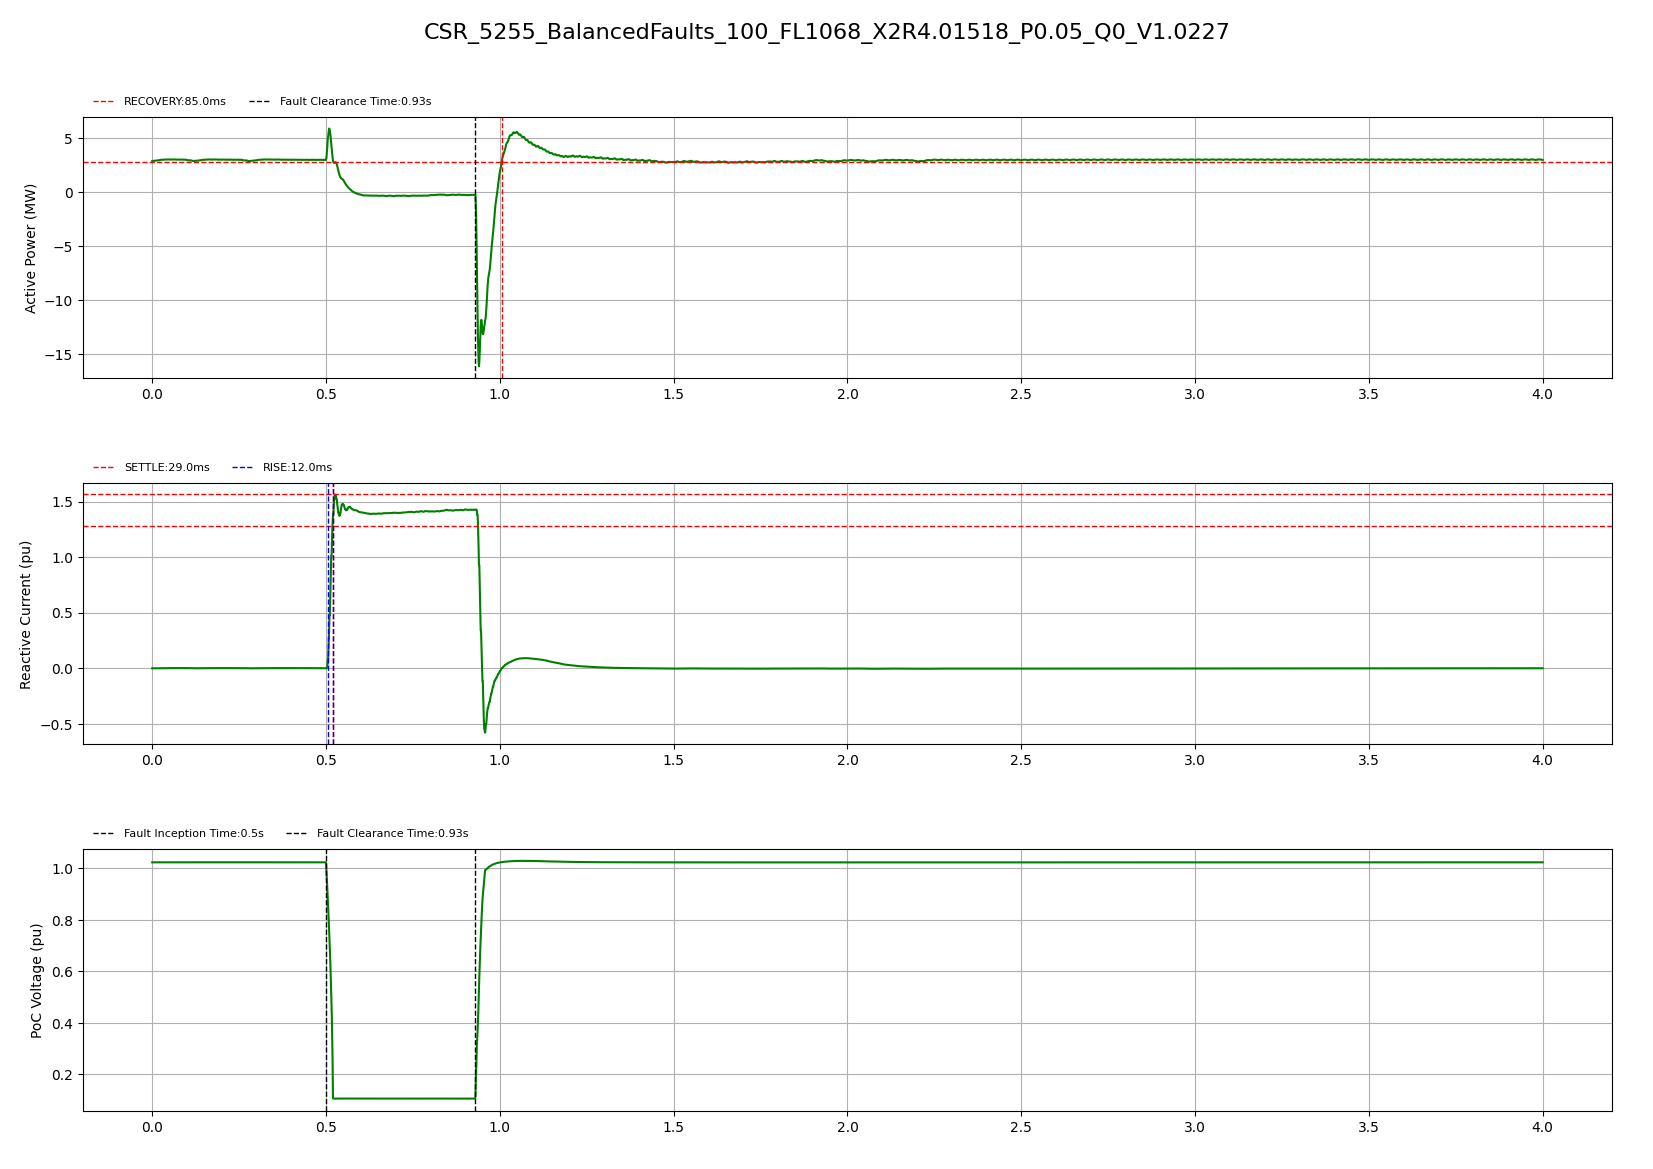 CSR_5255_BalancedFaults_100_FL1068_X2R4.01518_P0.05_Q0_V1.0227
RECOVERY:85.0ms Fault Clearance Time:0.93s
Active Power (MW)
5
0
−5
−10
−15
0.0 0.5 1.0 1.5 2.0 2.5 3.0 3.5 4.0
SETTLE:29.0ms RISE:12.0ms
Reactive Current (pu)
1.5
1.0
0.5
0.0
−0.5
0.0 0.5 1.0 1.5 2.0 2.5 3.0 3.5 4.0
Fault Inception Time:0.5s Fault Clearance Time:0.93s
PoC Voltage (pu)
1.0
0.8
0.6
0.4
0.2
0.0 0.5 1.0 1.5 2.0 2.5 3.0 3.5 4.0